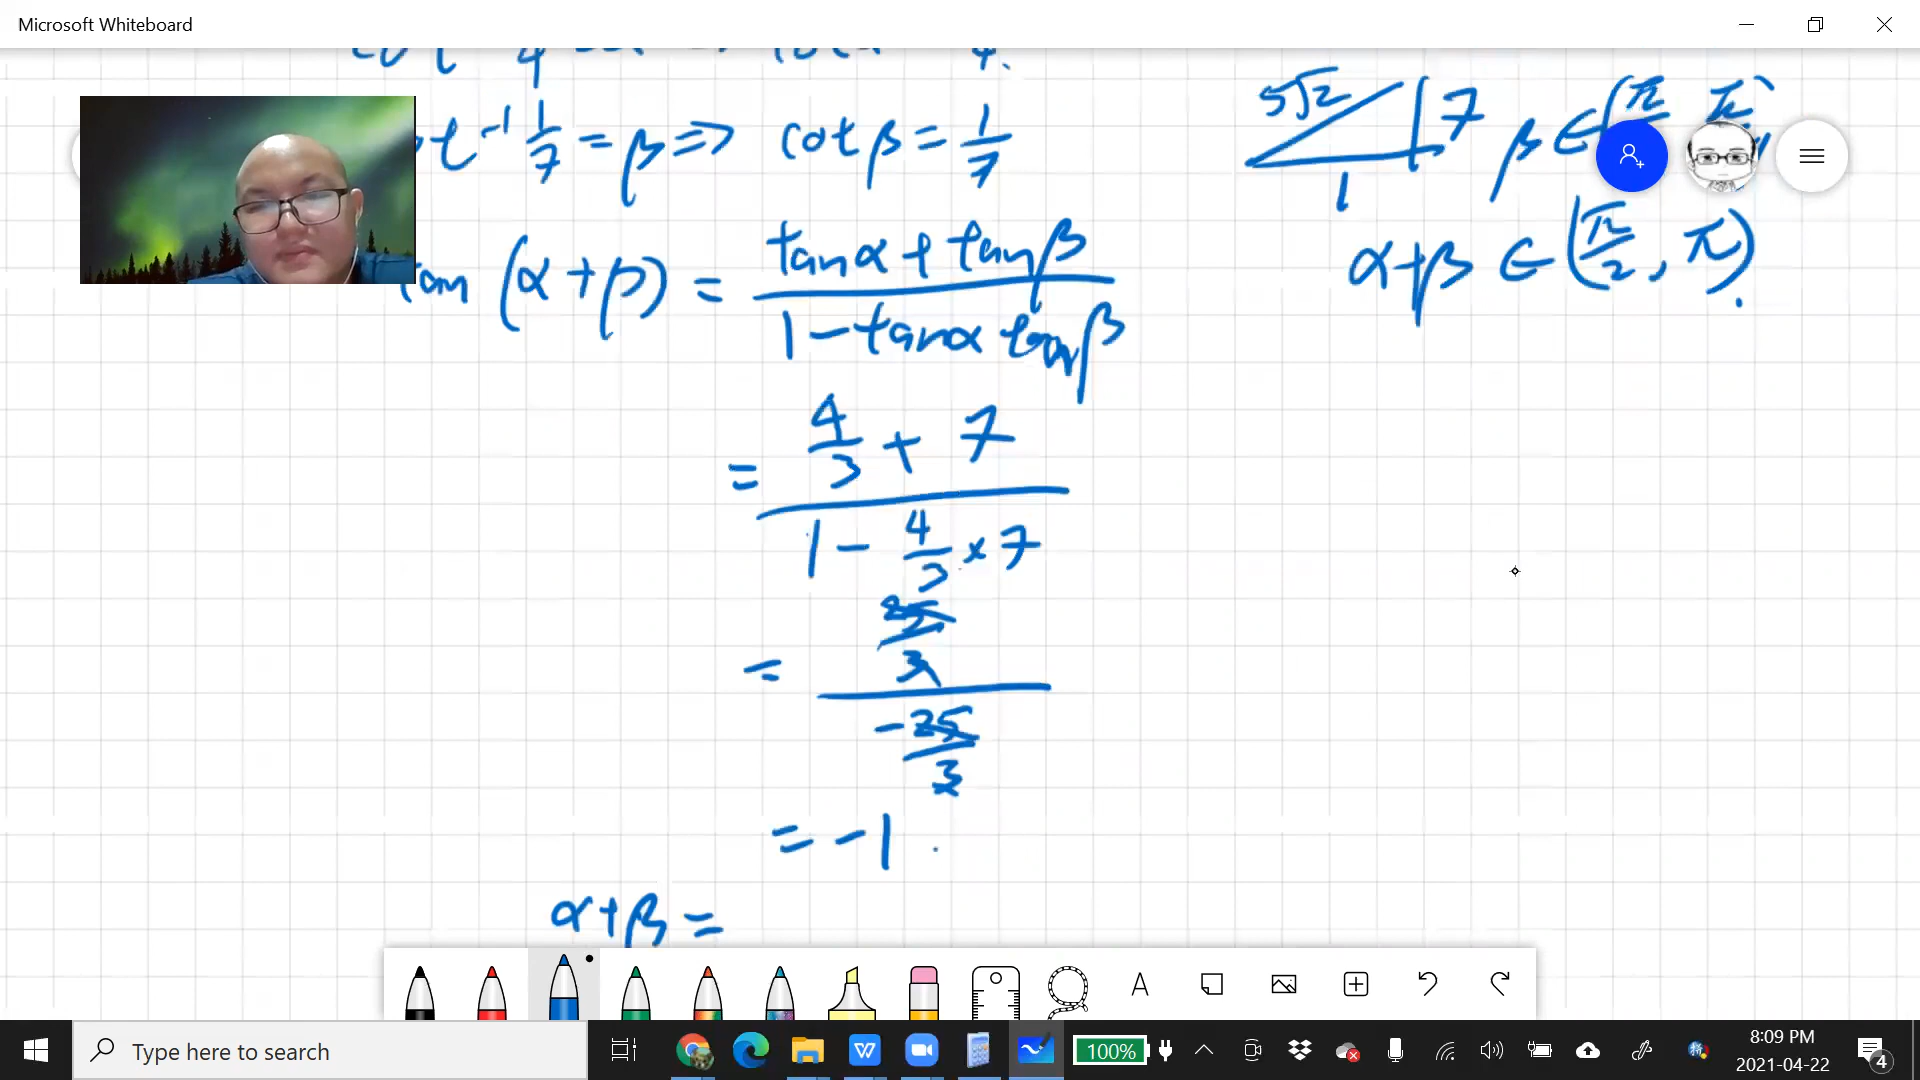 Microsoft Whiteboard
5√2 7
1
β ∈ (π/
cot β = 1/7
t⁻¹ 1/7 = β ⇒ cot β = 1/7
α+β ∈ (π/2, π).
tan (α+β) = (tanα + tanβ)/(1 − tanα tanβ)
= (4/3 + 7)/(1 − 4/3 × 7)
= (25/3)/(−25/3)
= −1.
α+β =
A
Type here to search
100%
8:09 PM
2021-04-22
4